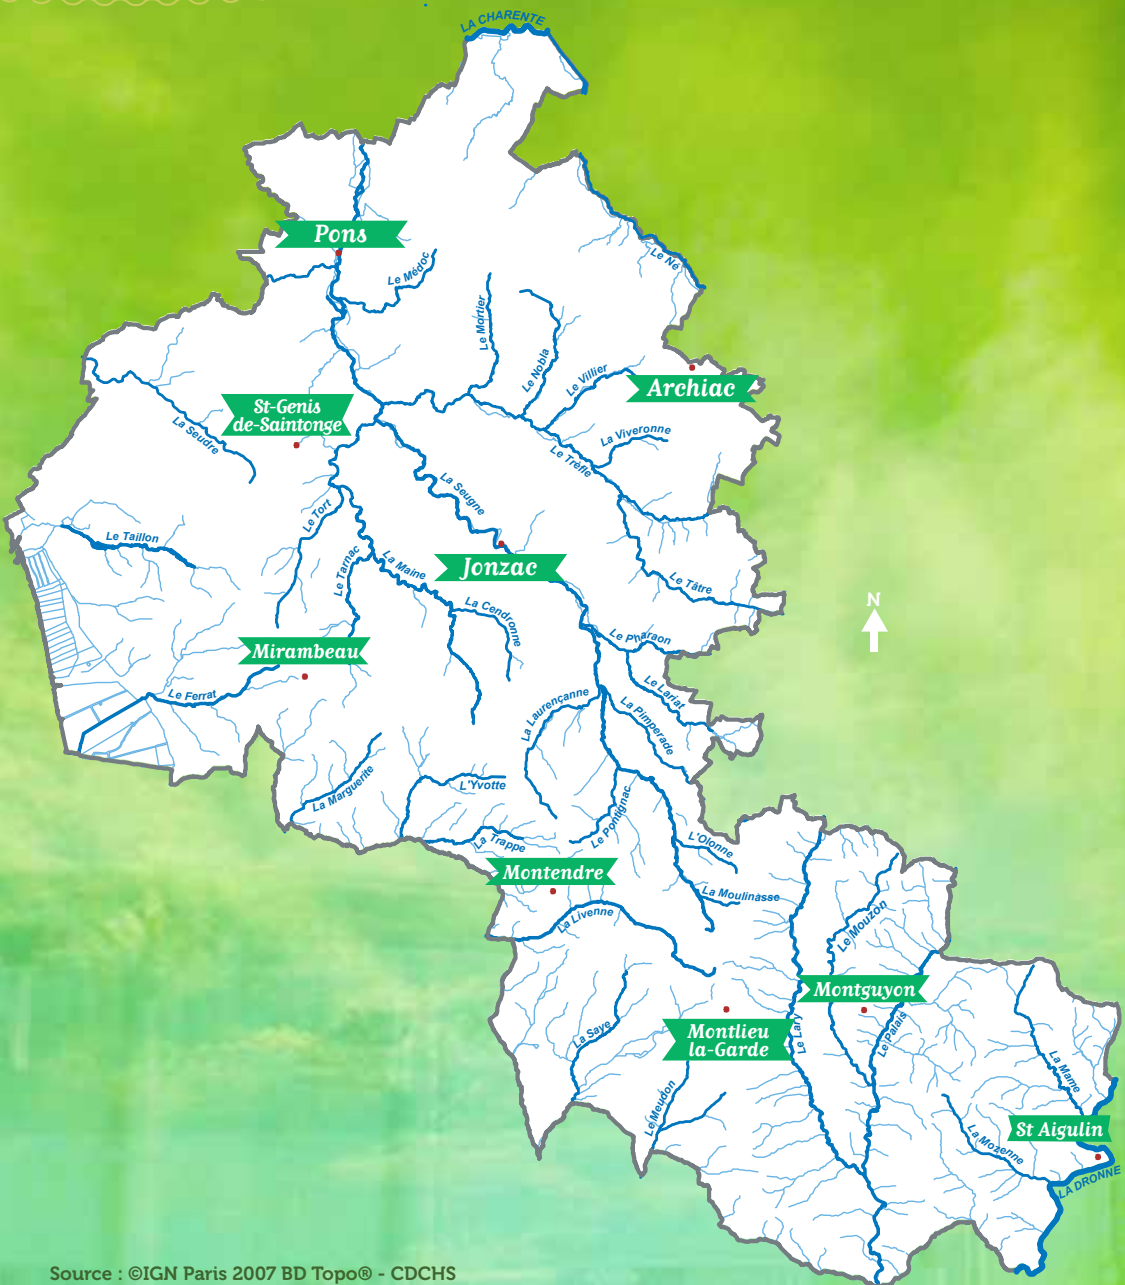 LA CHARENTE
Le Né
Pons
Le Médoc
Le Mortier
Le Nobla
Le Villier
Archiac
St-Genis
de-Saintonge
La Seudre
La Viveronne
Le Trèfle
La Seugne
Le Tort
Le Taillon
Le Tarnac
La Maine
Jonzac
Le Tâtre
La Cendronne
N
Le Pharaon
Mirambeau
Le Ferrat
Le Lariat
La Laurençanne
La Pimperade
La Marguerite
L'Yvotte
Le Pontignac
La Trappe
L'Olonne
Montendre
La Moulinasse
La Livenne
Le Mouzon
Montguyon
La Saye
Montlieu
la-Garde
Le Lary
Le Palais
La Mame
Le Meudon
St Aigulin
La Mozenne
LA DRONNE
Source : ©IGN Paris 2007 BD Topo® - CDCHS